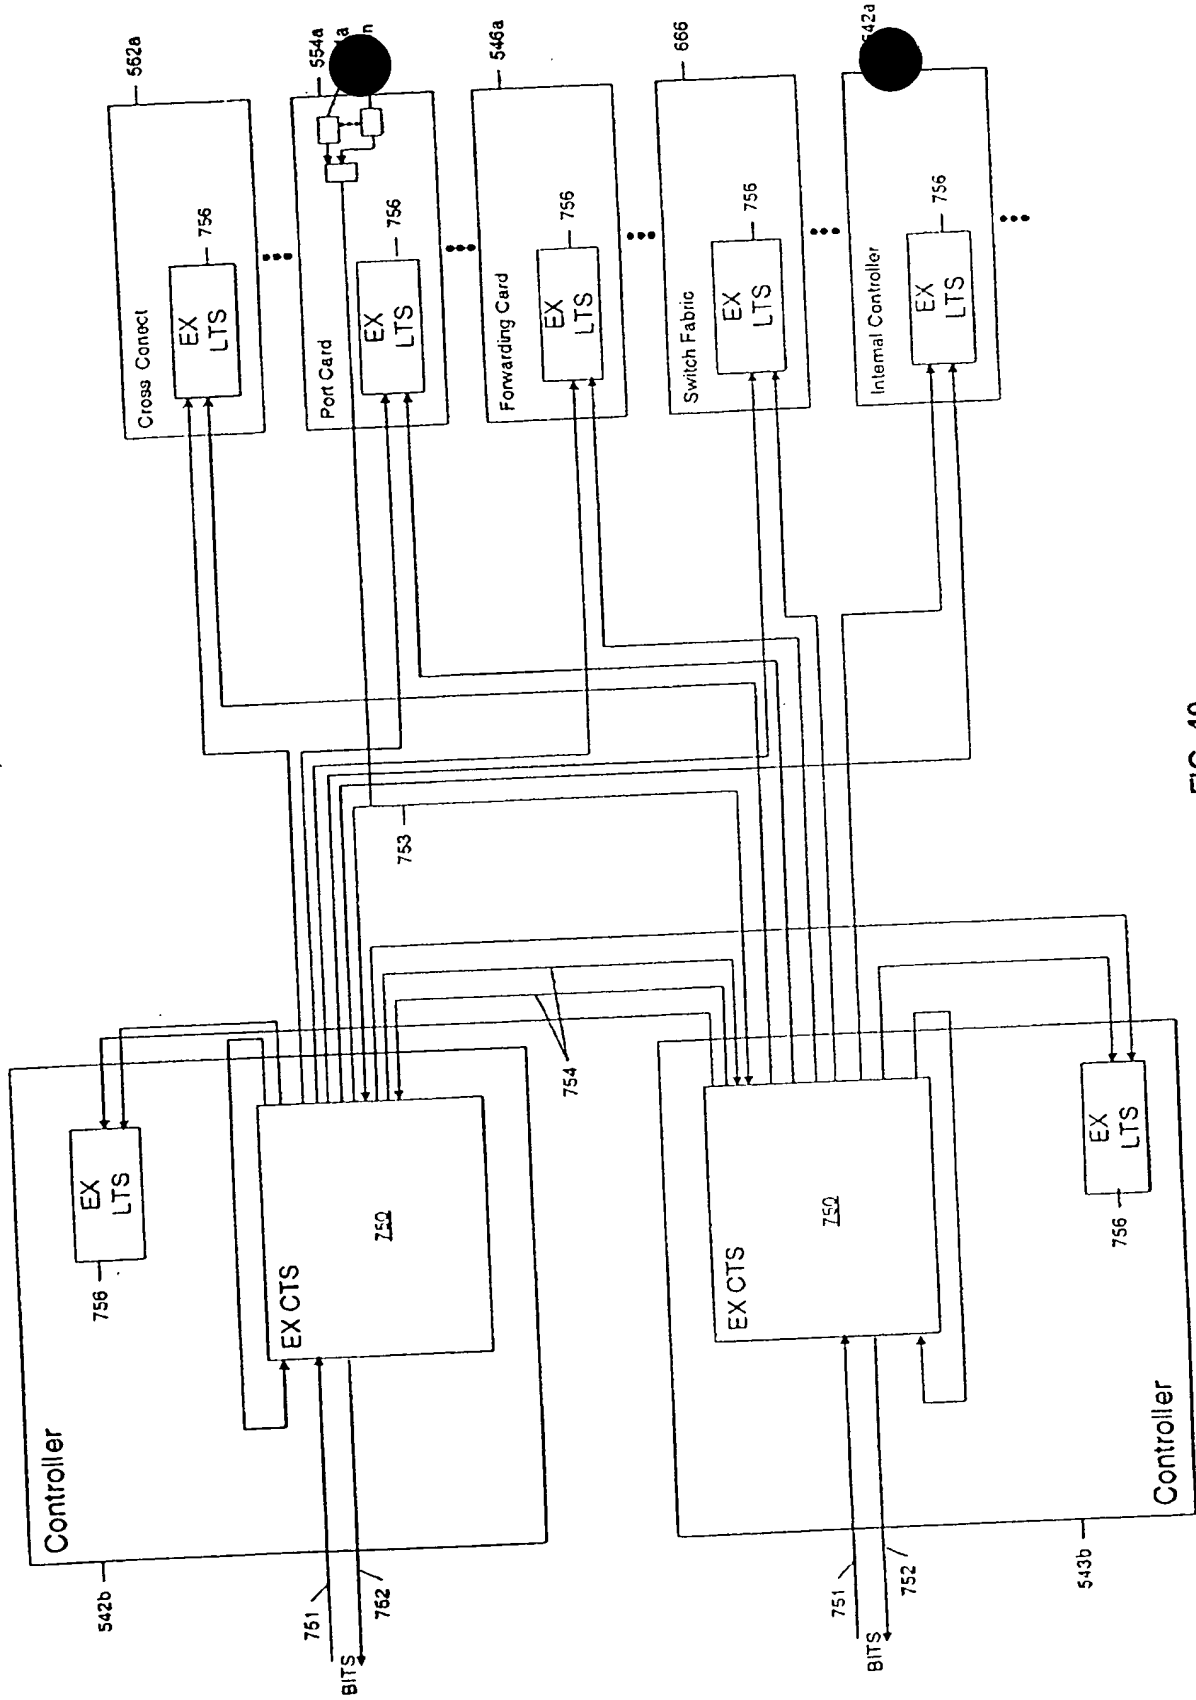 562a
Cross Conect
EX
LTS
756
554a
Port Card
EX
LTS
756
546a
Forwarding Card
EX
LTS
756
666
Switch Fabric
EX
LTS
756
542a
Internal Controller
EX
LTS
756
753
754
Controller
542b
EX
LTS
756
EX CTS
750
751
BITS
762
Controller
543b
EX
LTS
756
EX CTS
750
751
BITS
752